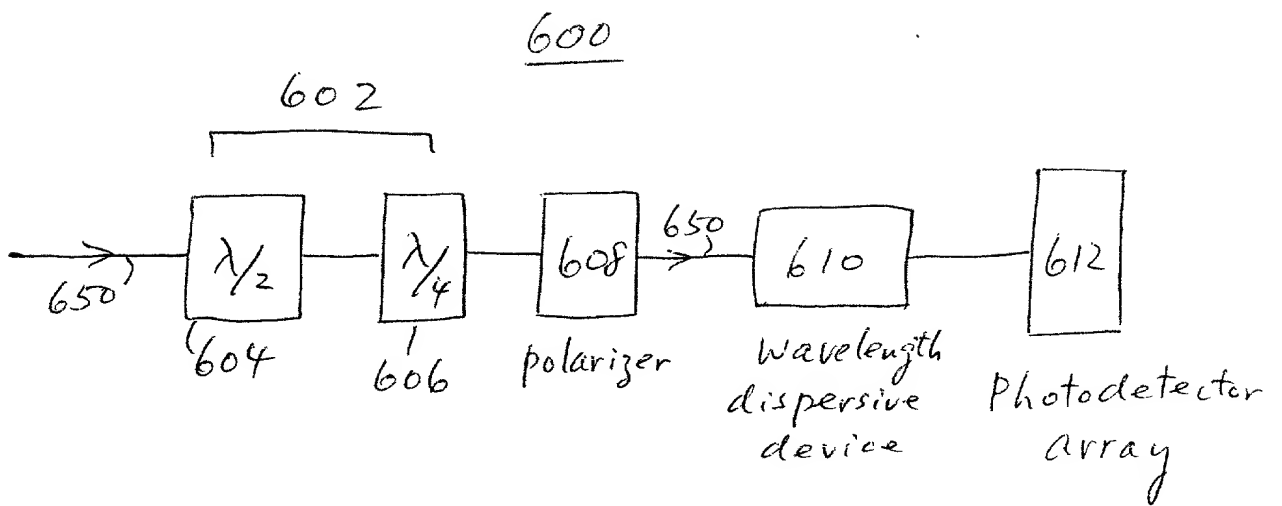 600
602
650
λ/2
λ/4
608
650
610
612
604
606
polarizer
wavelength
dispersive
device
Photodetector
array